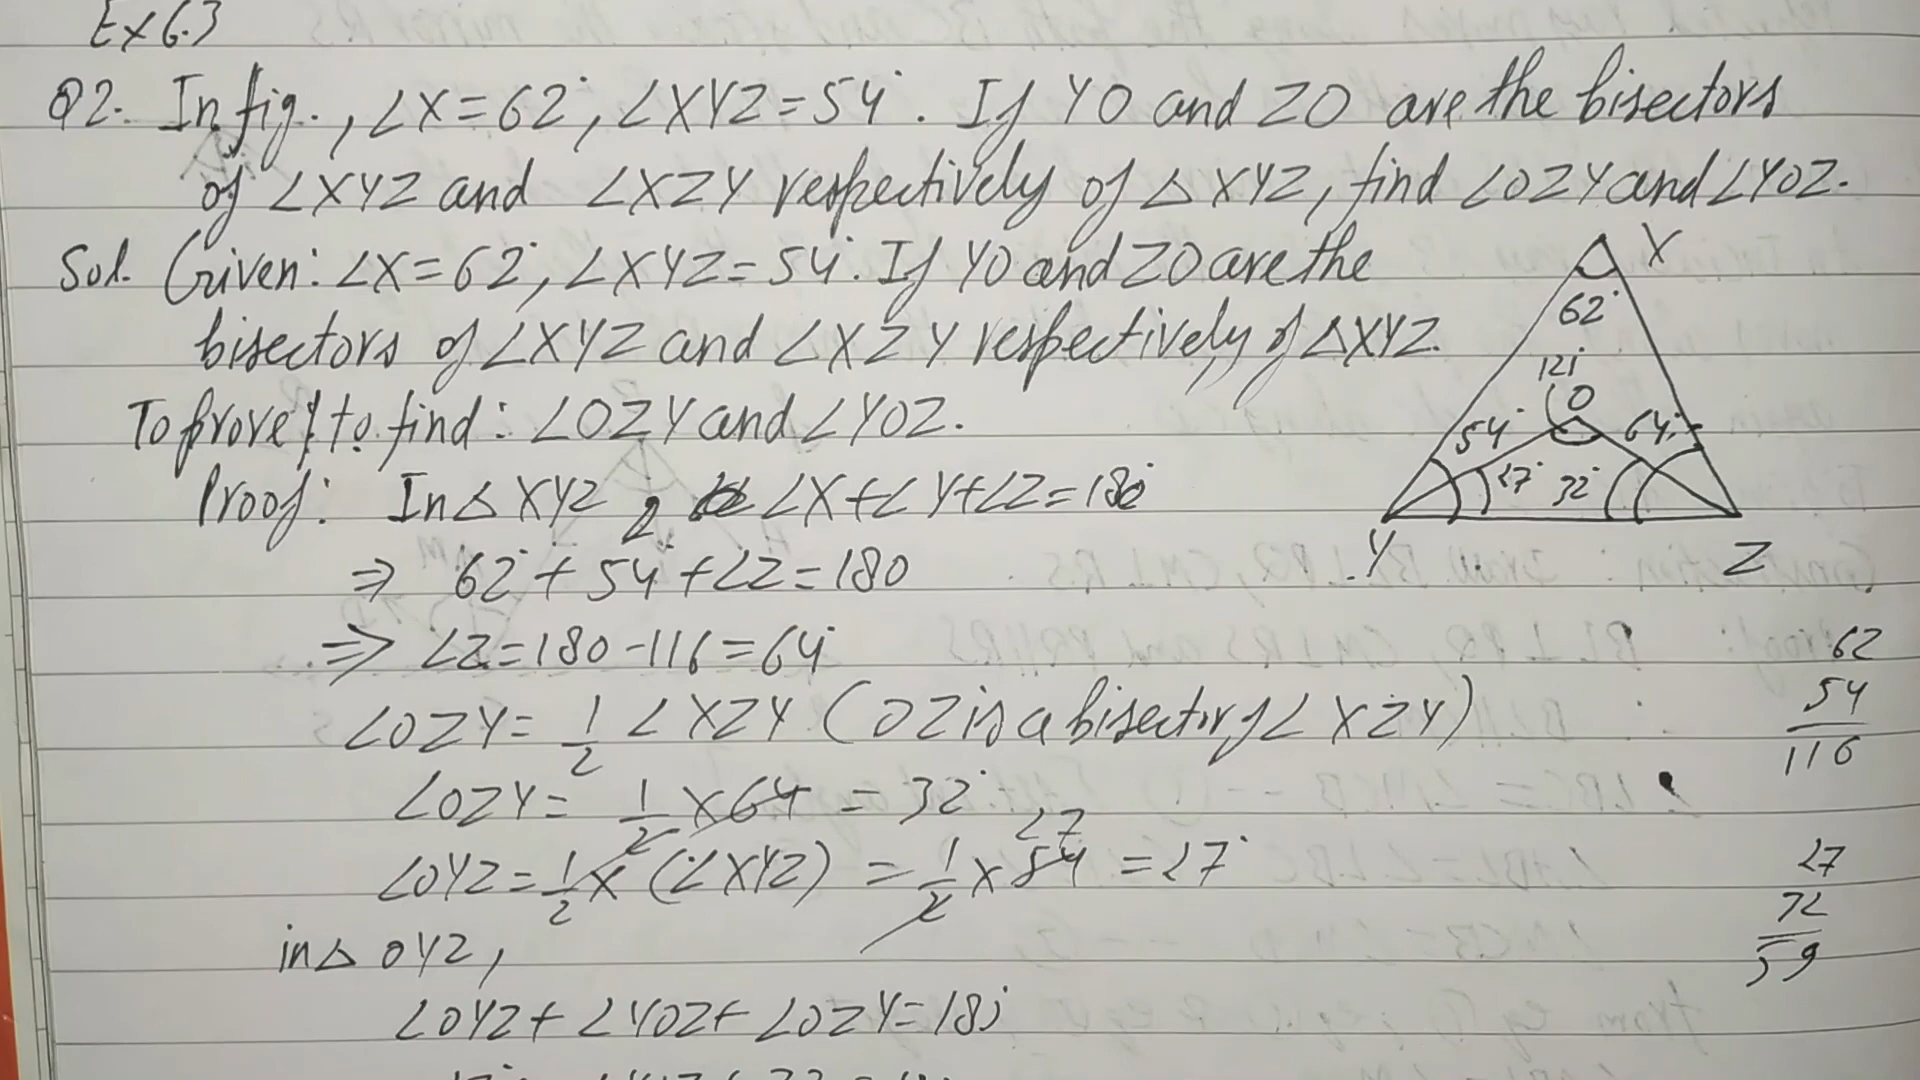 Ex 6.3
Q2. In fig., ∠X=62°, ∠XYZ=54°. If YO and ZO are the bisectors
of ∠XYZ and ∠XZY respectively of △XYZ, find ∠OZY and ∠YOZ.
Sol. Given: ∠X=62°, ∠XYZ=54°. If YO and ZO are the
bisectors of ∠XYZ and ∠XZY respectively of △XYZ.
To prove / to find: ∠OZY and ∠YOZ.
Proof: In △ XYZ, ∠X+∠Y+∠Z=180°
⇒ 62°+54°+∠Z=180
⇒ ∠Z=180-116=64°
∠OZY= 1/2 ∠XZY (OZ is a bisector of ∠XZY)
∠OZY= 1/2 ×64 = 32°
∠OYZ= 1/2 × (∠XYZ) = 1/2 × 54 = 27°
27
in △ OYZ,
∠OYZ+∠YOZ+∠OZY=180
X
62°
121°
O
54°
64°
27°
32°
Y
Z
62
54
116
27
32
59